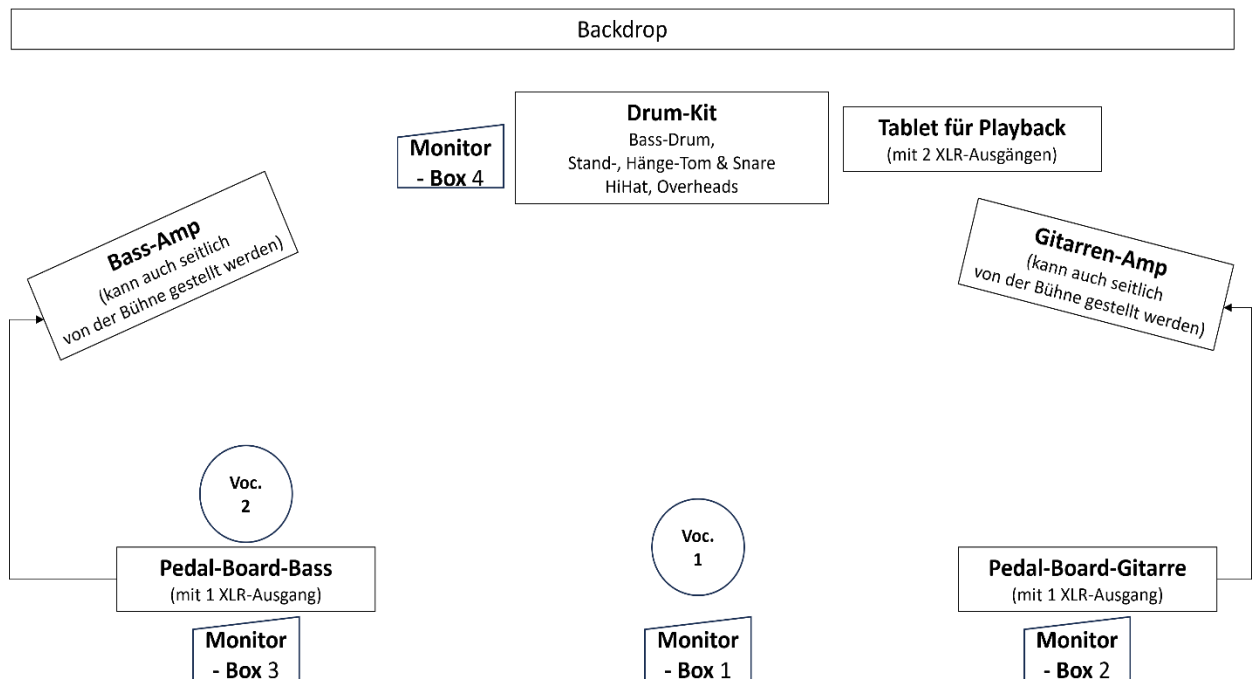 Backdrop
Drum-Kit
Bass-Drum,
Stand-, Hänge-Tom & Snare
HiHat, Overheads
Tablet für Playback
(mit 2 XLR-Ausgängen)
Monitor
- Box 4
Bass-Amp
(kann auch seitlich
von der Bühne gestellt werden)
Gitarren-Amp
(kann auch seitlich
von der Bühne gestellt werden)
Voc.
2
Voc.
1
Pedal-Board-Bass
(mit 1 XLR-Ausgang)
Pedal-Board-Gitarre
(mit 1 XLR-Ausgang)
Monitor
- Box 3
Monitor
- Box 1
Monitor
- Box 2